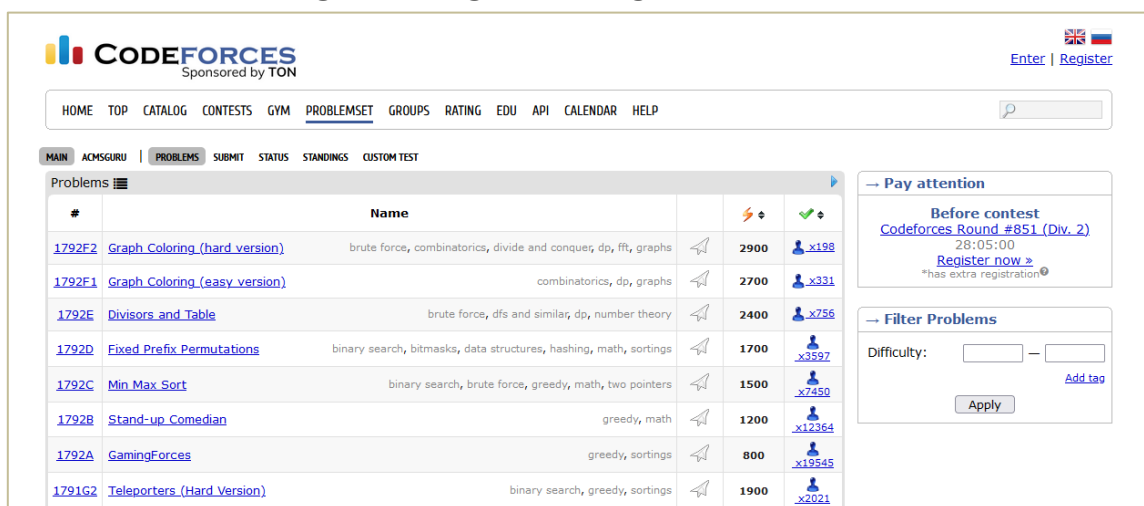 CODEFORCES
Sponsored by TON
Enter | Register
HOME TOP CATALOG CONTESTS GYM PROBLEMSET GROUPS RATING EDU API CALENDAR HELP
MAIN ACMSGURU | PROBLEMS SUBMIT STATUS STANDINGS CUSTOM TEST
Problems
# Name
1792F2 Graph Coloring (hard version) brute force, combinatorics, divide and conquer, dp, fft, graphs 2900 x198
1792F1 Graph Coloring (easy version) combinatorics, dp, graphs 2700 x331
1792E Divisors and Table brute force, dfs and similar, dp, number theory 2400 x756
1792D Fixed Prefix Permutations binary search, bitmasks, data structures, hashing, math, sortings 1700 x3597
1792C Min Max Sort binary search, brute force, greedy, math, two pointers 1500 x7450
1792B Stand-up Comedian greedy, math 1200 x12364
1792A GamingForces greedy, sortings 800 x19545
1791G2 Teleporters (Hard Version) binary search, greedy, sortings 1900 x2021
→ Pay attention
Before contest
Codeforces Round #851 (Div. 2)
28:05:00
Register now »
*has extra registration
→ Filter Problems
Difficulty: —
Add tag
Apply